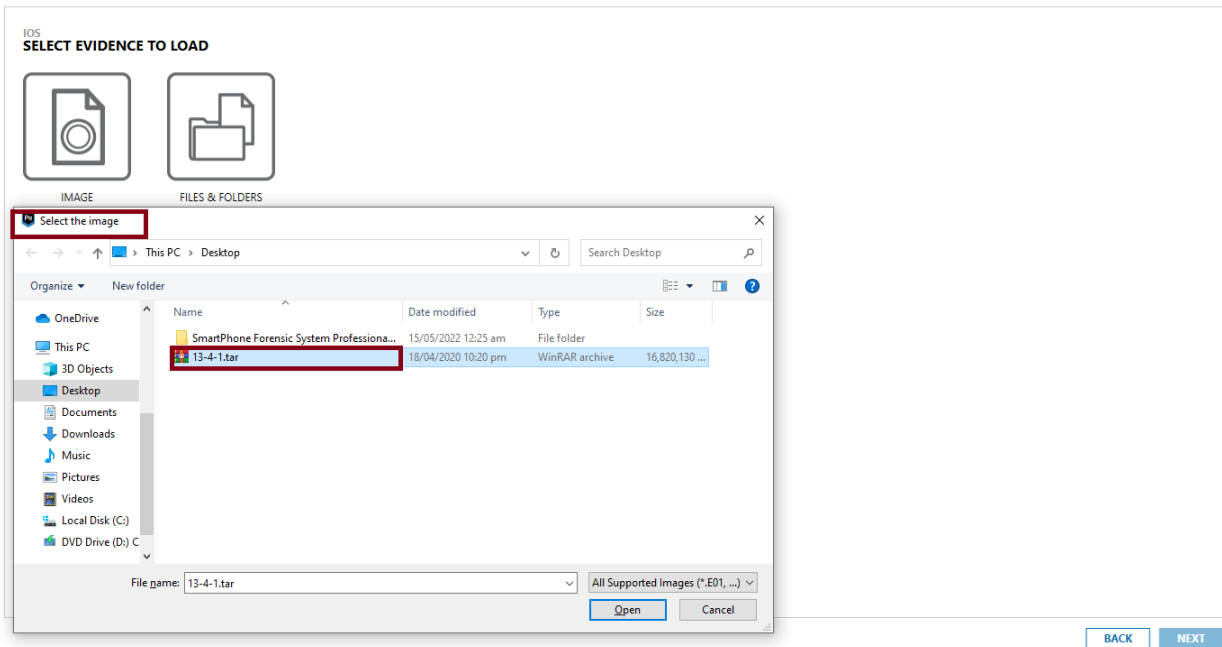 IOS
SELECT EVIDENCE TO LOAD
IMAGE
FILES & FOLDERS
Select the image
This PC > Desktop
Search Desktop
Organize
New folder
Name
Date modified
Type
Size
OneDrive
This PC
3D Objects
Desktop
Documents
Downloads
Music
Pictures
Videos
Local Disk (C:)
DVD Drive (D:) C
SmartPhone Forensic System Professiona...
15/05/2022 12:25 am
File folder
13-4-1.tar
18/04/2020 10:20 pm
WinRAR archive
16,820,130 ...
File name:
13-4-1.tar
All Supported Images (*.E01, ...)
Open
Cancel
BACK
NEXT